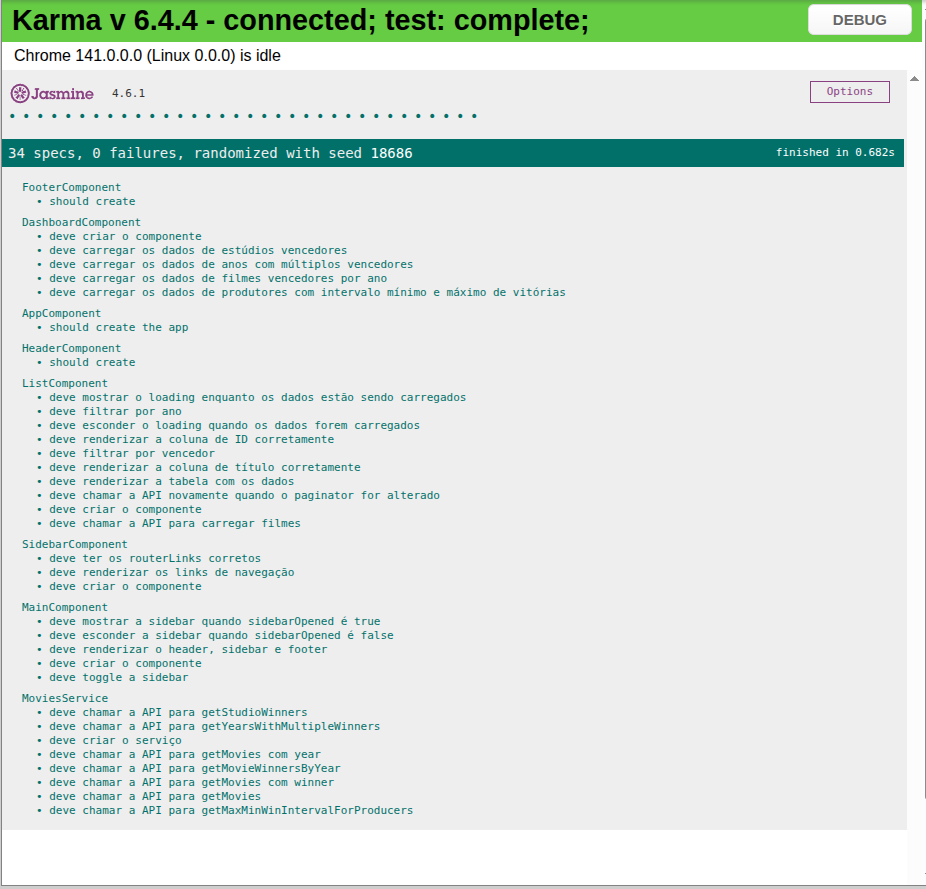 Karma v 6.4.4 - connected; test: complete;
DEBUG
Chrome 141.0.0.0 (Linux 0.0.0) is idle
Jasmine 4.6.1
Options
• • • • • • • • • • • • • • • • • • • • • • • • • • • • • • • • • •
34 specs, 0 failures, randomized with seed 18686
finished in 0.682s
FooterComponent
• should create
DashboardComponent
• deve criar o componente
• deve carregar os dados de estúdios vencedores
• deve carregar os dados de anos com múltiplos vencedores
• deve carregar os dados de filmes vencedores por ano
• deve carregar os dados de produtores com intervalo mínimo e máximo de vitórias
AppComponent
• should create the app
HeaderComponent
• should create
ListComponent
• deve mostrar o loading enquanto os dados estão sendo carregados
• deve filtrar por ano
• deve esconder o loading quando os dados forem carregados
• deve renderizar a coluna de ID corretamente
• deve filtrar por vencedor
• deve renderizar a coluna de título corretamente
• deve renderizar a tabela com os dados
• deve chamar a API novamente quando o paginator for alterado
• deve criar o componente
• deve chamar a API para carregar filmes
SidebarComponent
• deve ter os routerLinks corretos
• deve renderizar os links de navegação
• deve criar o componente
MainComponent
• deve mostrar a sidebar quando sidebarOpened é true
• deve esconder a sidebar quando sidebarOpened é false
• deve renderizar o header, sidebar e footer
• deve criar o componente
• deve toggle a sidebar
MoviesService
• deve chamar a API para getStudioWinners
• deve chamar a API para getYearsWithMultipleWinners
• deve criar o serviço
• deve chamar a API para getMovies com year
• deve chamar a API para getMovieWinnersByYear
• deve chamar a API para getMovies com winner
• deve chamar a API para getMovies
• deve chamar a API para getMaxMinWinIntervalForProducers